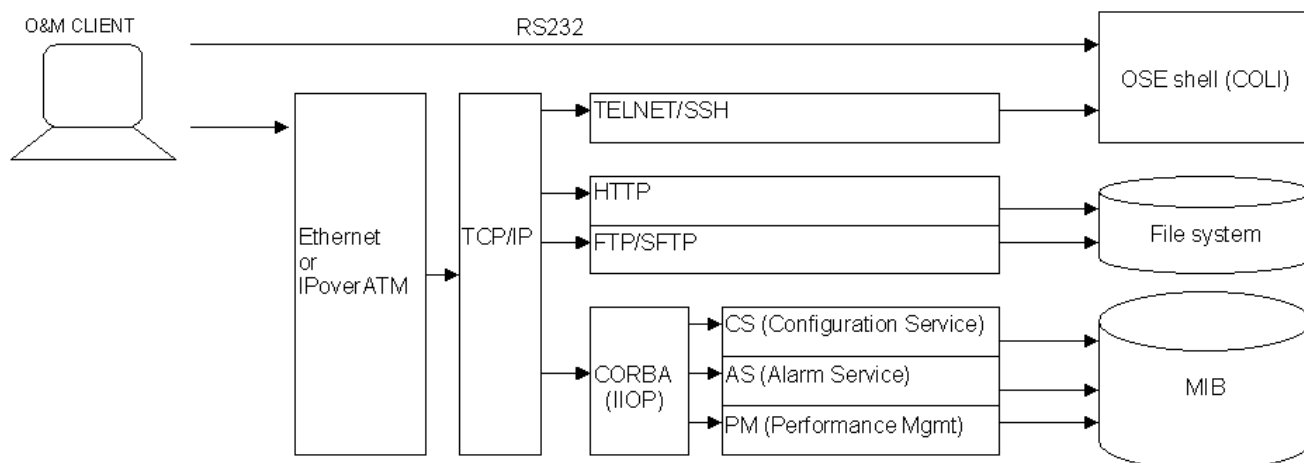 O&M CLIENT
RS232
OSE shell (COLI)
TELNET/SSH
HTTP
TCP/IP
FTP/SFTP
File system
Ethernet
or
IPoverATM
CS (Configuration Service)
CORBA
(IIOP)
AS (Alarm Service)
MIB
PM (Performance Mgmt)